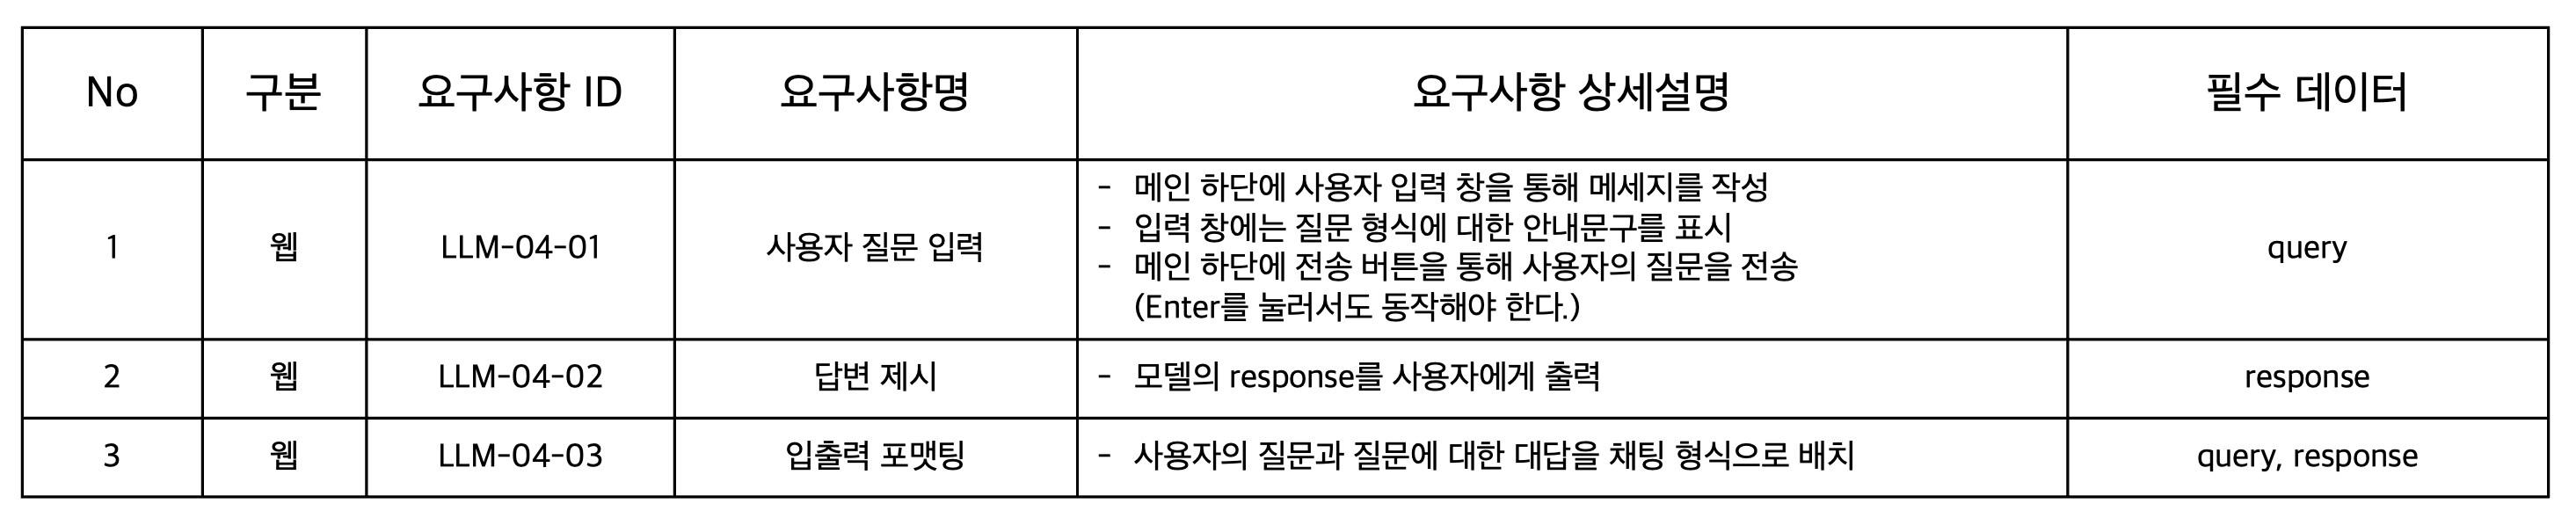 No 구분 요구사항 ID 요구사항명 요구사항 상세설명 필수 데이터
1 웹 LLM-04-01 사용자 질문 입력 - 메인 하단에 사용자 입력 창을 통해 메세지를 작성
- 입력 창에는 질문 형식에 대한 안내문구를 표시
- 메인 하단에 전송 버튼을 통해 사용자의 질문을 전송
(Enter를 눌러서도 동작해야 한다.)
query
2 웹 LLM-04-02 답변 제시 - 모델의 response를 사용자에게 출력 response
3 웹 LLM-04-03 입출력 포맷팅 - 사용자의 질문과 질문에 대한 대답을 채팅 형식으로 배치 query, response